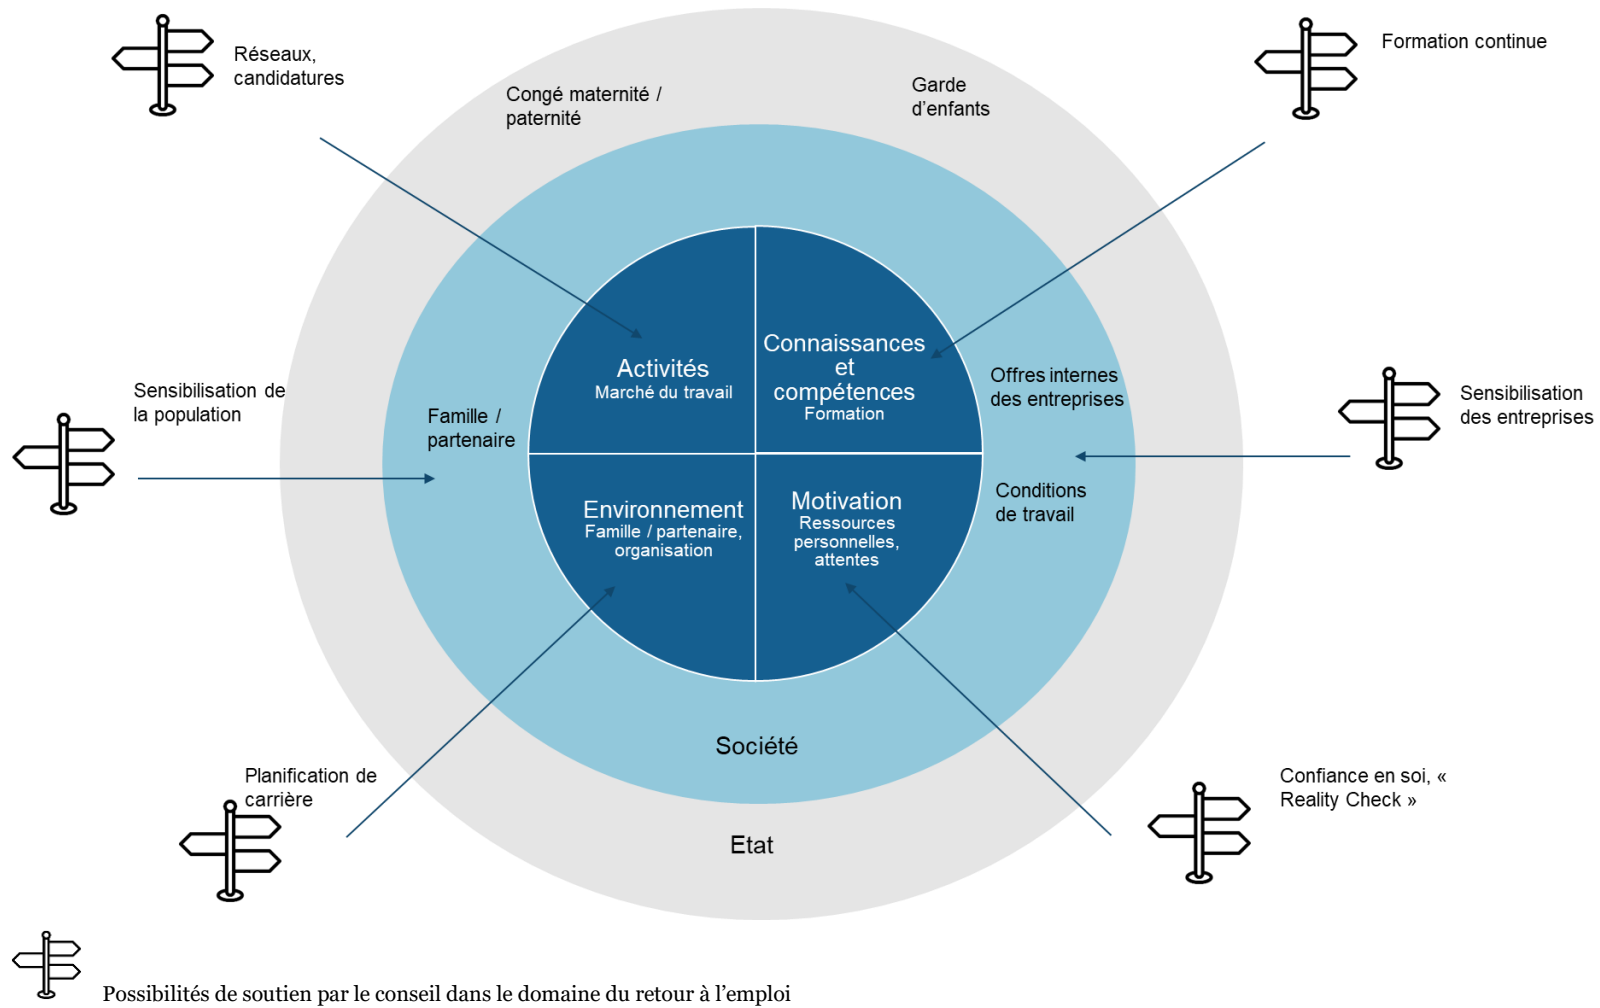 Réseaux,
candidatures
Formation continue
Congé maternité /
paternité
Garde
d’enfants
Sensibilisation de
la population
Famille /
partenaire
Activités
Marché du travail
Connaissances
et
compétences
Formation
Offres internes
des entreprises
Sensibilisation
des entreprises
Environnement
Famille / partenaire,
organisation
Motivation
Ressources
personnelles,
attentes
Conditions
de travail
Société
Planification de
carrière
Confiance en soi, «
Reality Check »
Etat
Possibilités de soutien par le conseil dans le domaine du retour à l’emploi